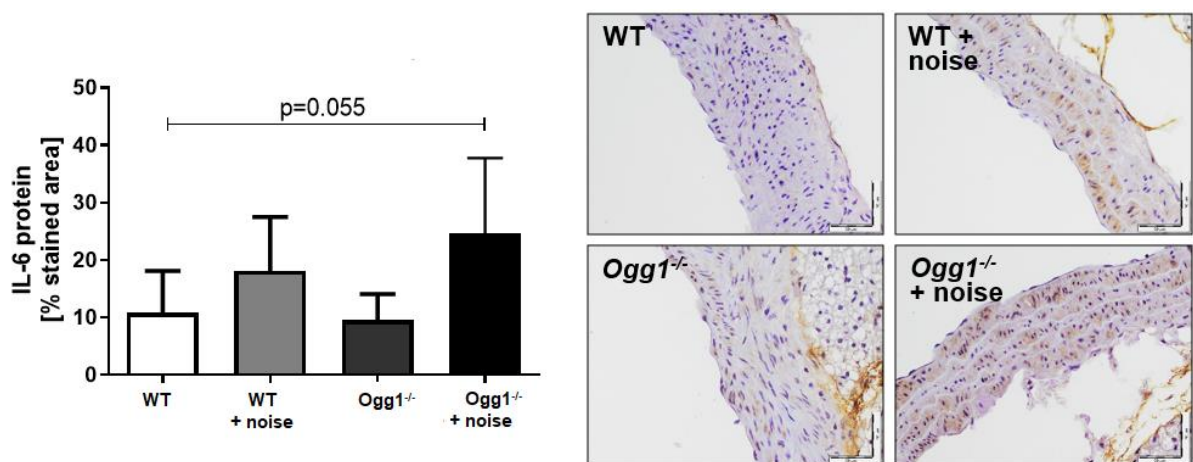 IL-6 protein
[% stained area]
50
40
30
20
10
0
p=0.055
WT
WT
+ noise
Ogg1-/-
Ogg1-/-
+ noise
WT
WT +
noise
Ogg1-/-
Ogg1-/-
+ noise